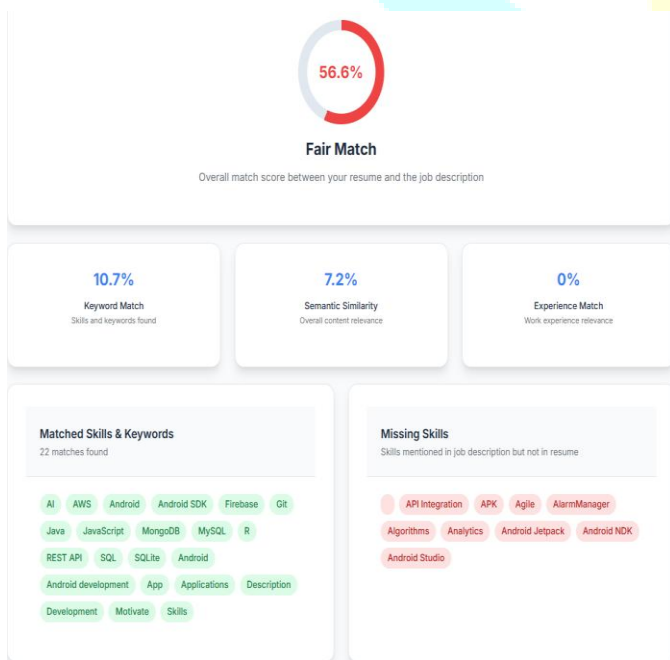 56.6%
Fair Match
Overall match score between your resume and the job description
10.7%
Keyword Match
Skills and keywords found
7.2%
Semantic Similarity
Overall content relevance
0%
Experience Match
Work experience relevance
Matched Skills & Keywords
22 matches found
AI AWS Android Android SDK Firebase Git
Java JavaScript MongoDB MySQL R
REST API SQL SQLite Android
Android development App Applications Description
Development Motivate Skills
Missing Skills
Skills mentioned in job description but not in resume
API Integration APK Agile AlarmManager
Algorithms Analytics Android Jetpack Android NDK
Android Studio